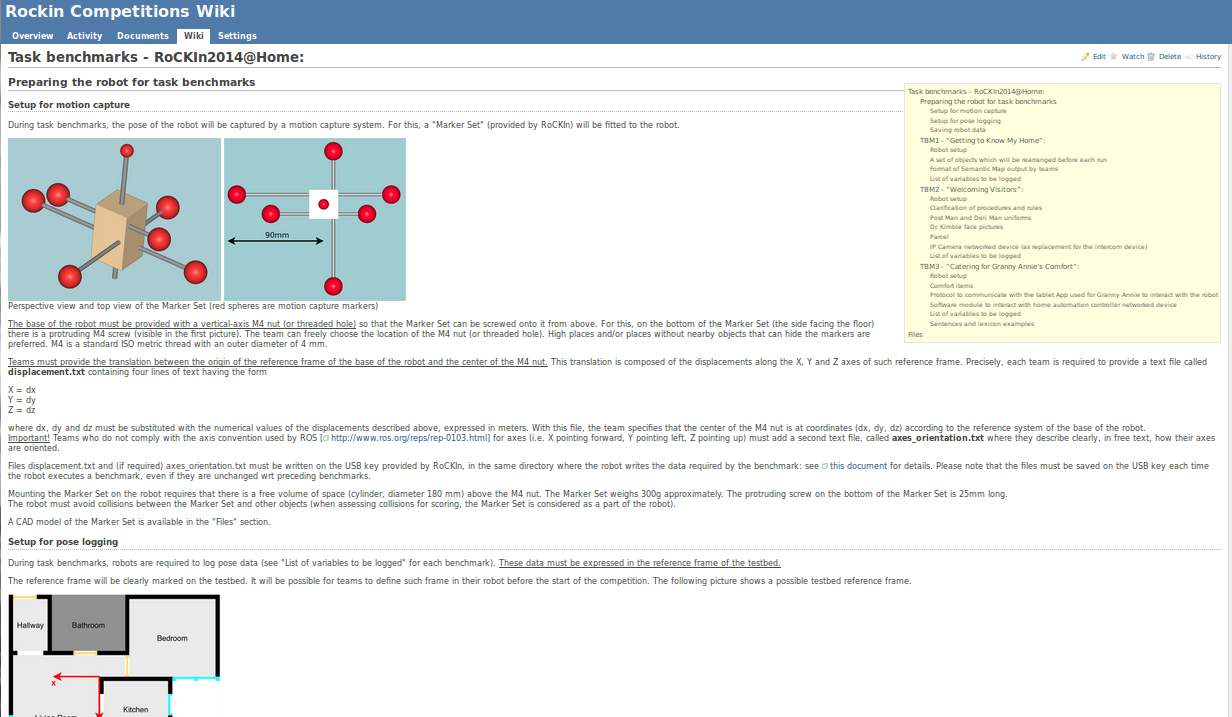 Rockin Competitions Wiki
Overview Activity Documents Wiki Settings
Task benchmarks - RoCKIn2014@Home:
Edit Watch Delete History
Preparing the robot for task benchmarks
Setup for motion capture
During task benchmarks, the pose of the robot will be captured by a motion capture system. For this, a "Marker Set" (provided by RoCKIn) will be fitted to the robot.
90mm
Perspective view and top view of the Marker Set (red spheres are motion capture markers)
The base of the robot must be provided with a vertical-axis M4 nut (or threaded hole) so that the Marker Set can be screwed onto it from above. For this, on the bottom of the Marker Set (the side facing the floor)
there is a protruding M4 screw (visible in the first picture). The team can freely choose the location of the M4 nut (or threaded hole). High places and/or places without nearby objects that can hide the markers are
preferred. M4 is a standard ISO metric thread with an outer diameter of 4 mm.
Task benchmarks - RoCKIn2014@Home:
Preparing the robot for task benchmarks
Setup for motion capture
Setup for pose logging
Saving robot data
TBM1 - "Getting to Know My Home":
Robot setup
A set of objects which will be rearranged before each run
Format of Semantic Map output by teams
List of variables to be logged
TBM2 - "Welcoming Visitors":
Robot setup
Clarification of procedures and rules
Post Man and Deli Man uniforms
Dr. Kimble face pictures
Parcel
IP Camera networked device (as replacement for the intercom device)
List of variables to be logged
TBM3 - "Catering for Granny Annie's Comfort":
Robot setup
Comfort items
Protocol to communicate with the tablet App used for Granny Annie to interact with the robot
Software module to interact with home automation controller networked device
List of variables to be logged
Sentences and lexicon examples
Files
Teams must provide the translation between the origin of the reference frame of the base of the robot and the center of the M4 nut. This translation is composed of the displacements along the X, Y and Z axes of such reference frame. Precisely, each team is required to provide a text file called
displacement.txt containing four lines of text having the form
X = dx
Y = dy
Z = dz
where dx, dy and dz must be substituted with the numerical values of the displacements described above, expressed in meters. With this file, the team specifies that the center of the M4 nut is at coordinates (dx, dy, dz) according to the reference system of the base of the robot.
Important! Teams who do not comply with the axis convention used by ROS [http://www.ros.org/reps/rep-0103.html] for axes (i.e. X pointing forward, Y pointing left, Z pointing up) must add a second text file, called axes_orientation.txt where they describe clearly, in free text, how their axes
are oriented.
Files displacement.txt and (if required) axes_orientation.txt must be written on the USB key provided by RoCKIn, in the same directory where the robot writes the data required by the benchmark: see this document for details. Please note that the files must be saved on the USB key each time
the robot executes a benchmark, even if they are unchanged wrt preceding benchmarks.
Mounting the Marker Set on the robot requires that there is a free volume of space (cylinder, diameter 180 mm) above the M4 nut. The Marker Set weighs 300g approximately. The protruding screw on the bottom of the Marker Set is 25mm long.
The robot must avoid collisions between the Marker Set and other objects (when assessing collisions for scoring, the Marker Set is considered as a part of the robot).
A CAD model of the Marker Set is available in the "Files" section.
Setup for pose logging
During task benchmarks, robots are required to log pose data (see "List of variables to be logged" for each benchmark). These data must be expressed in the reference frame of the testbed.
The reference frame will be clearly marked on the testbed. It will be possible for teams to define such frame in their robot before the start of the competition. The following picture shows a possible testbed reference frame.
Hallway
Bathroom
Bedroom
x
Kitchen
Living Room